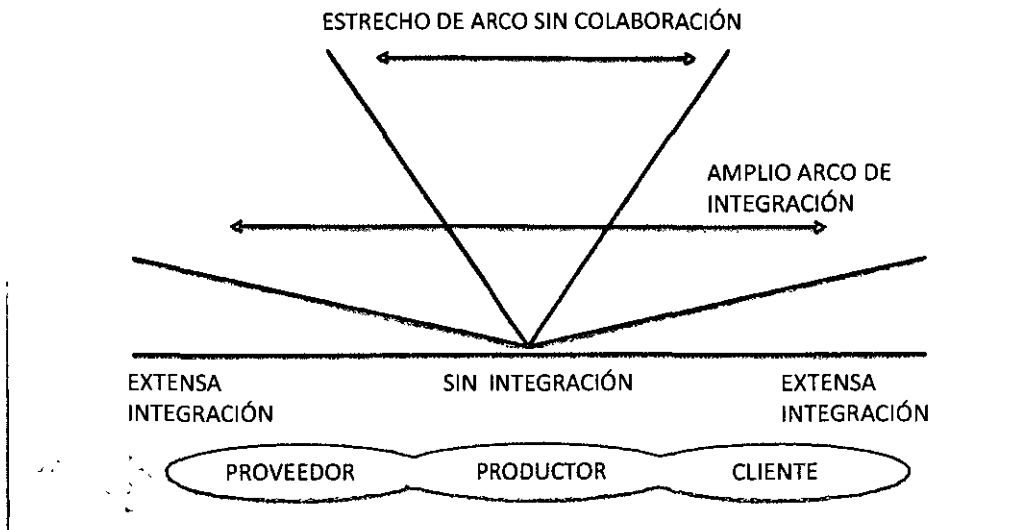 ESTRECHO DE ARCO SIN COLABORACIÓN
AMPLIO ARCO DE
INTEGRACIÓN
EXTENSA
INTEGRACIÓN
SIN INTEGRACIÓN
EXTENSA
INTEGRACIÓN
PROVEEDOR
PRODUCTOR
CLIENTE